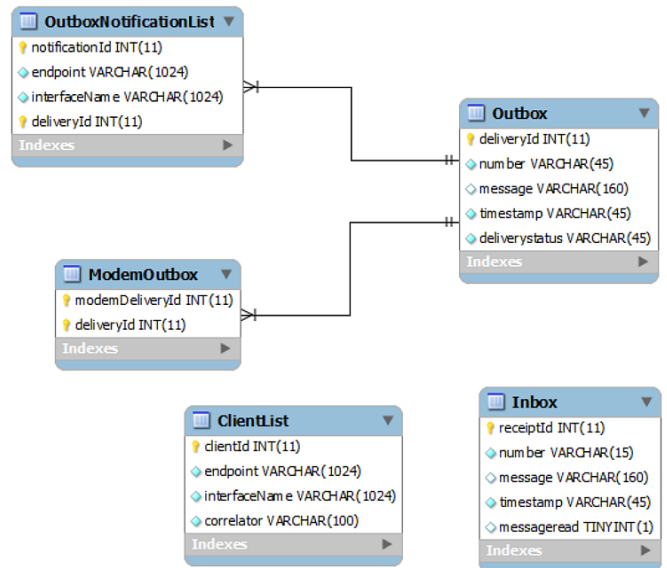 OutboxNotificationList
notificationId INT(11)
endpoint VARCHAR(1024)
interfaceName VARCHAR(1024)
deliveryId INT(11)
Indexes
Outbox
deliveryId INT(11)
number VARCHAR(45)
message VARCHAR(160)
timestamp VARCHAR(45)
deliverystatus VARCHAR(45)
Indexes
ModemOutbox
modemDeliveryId INT(11)
deliveryId INT(11)
Indexes
ClientList
clientId INT(11)
endpoint VARCHAR(1024)
interfaceName VARCHAR(1024)
correlator VARCHAR(100)
Indexes
Inbox
receiptId INT(11)
number VARCHAR(15)
message VARCHAR(160)
timestamp VARCHAR(45)
messageread TINYINT(1)
Indexes